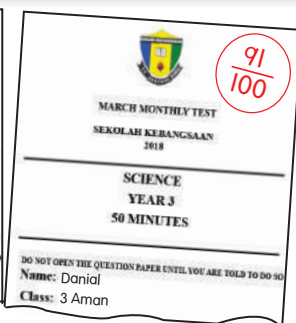 91
100
MARCH MONTHLY TEST
SEKOLAH KEBANGSAAN
2018
SCIENCE
YEAR 3
50 MINUTES
DO NOT OPEN THE QUESTION PAPER UNTIL YOU ARE TOLD TO DO SO
Name: Danial
Class: 3 Aman